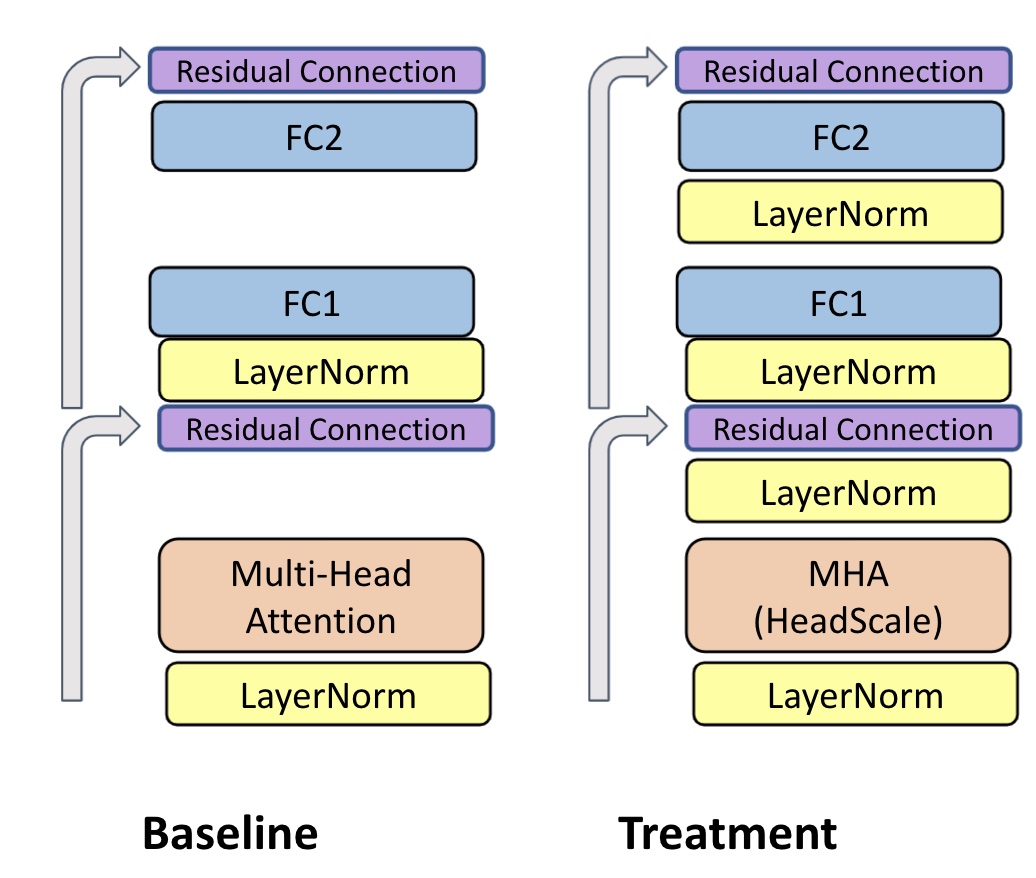 Residual Connection
FC2
FC1
LayerNorm
Residual Connection
Multi-Head
Attention
LayerNorm
Baseline
Residual Connection
FC2
LayerNorm
FC1
LayerNorm
Residual Connection
LayerNorm
MHA
(HeadScale)
LayerNorm
Treatment